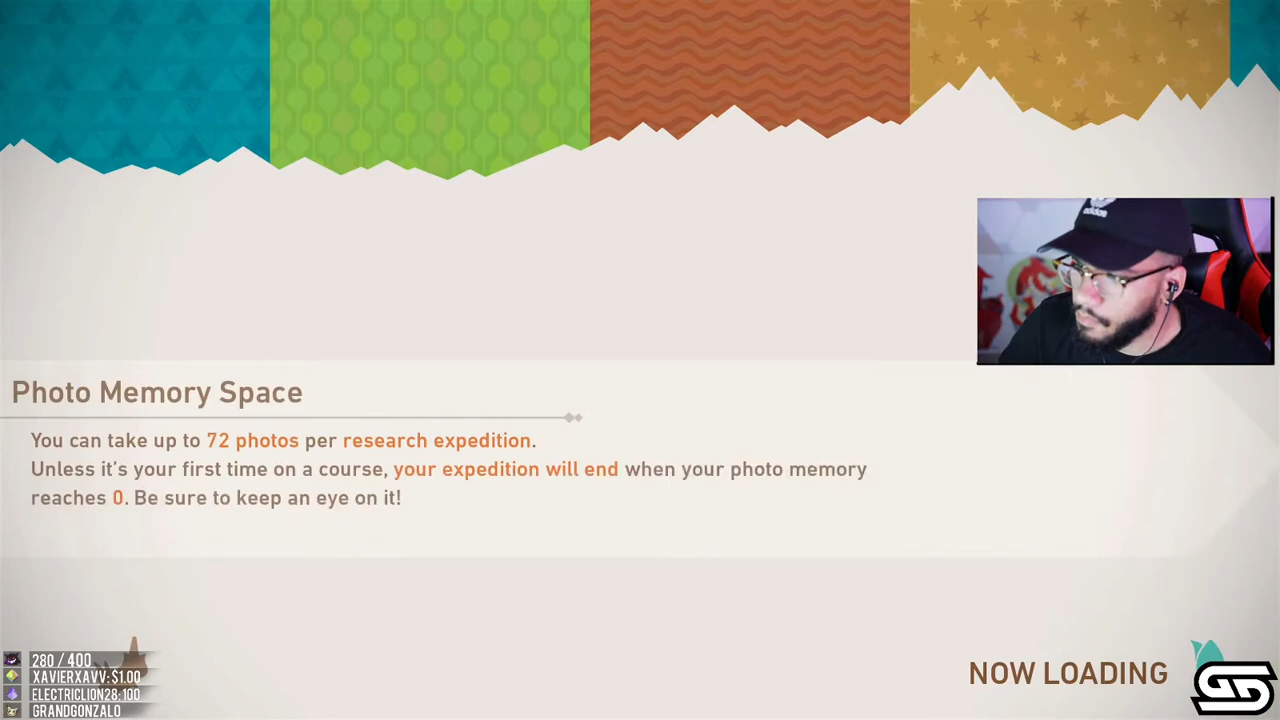 adidas
Photo Memory Space
You can take up to 72 photos per research expedition.
Unless it's your first time on a course, your expedition will end when your photo memory
reaches 0. Be sure to keep an eye on it!
280 / 400
XAVIERXAVV: $1.00
ELECTRICLION28: 100
GRANDGONZALO
NOW LOADING